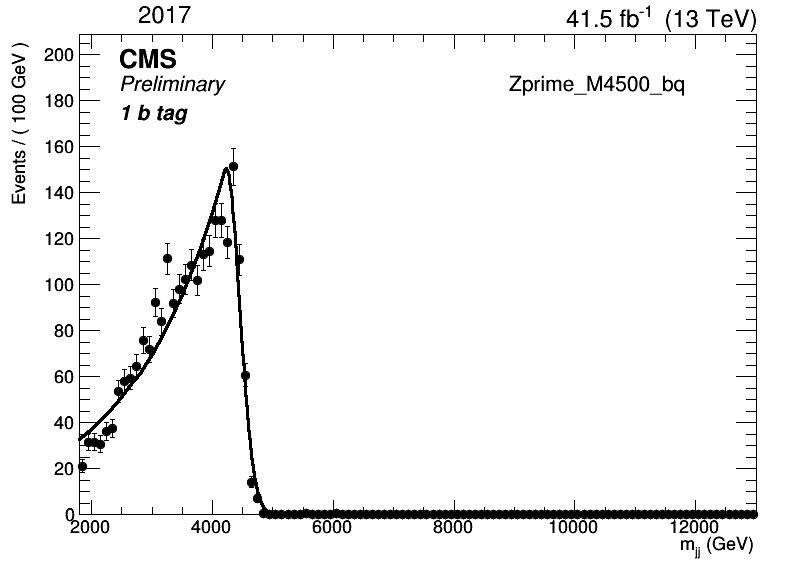 2017 41.5 fb⁻¹ (13 TeV)
CMS
Preliminary
1 b tag
Zprime_M4500_bq
Events / ( 100 GeV )
200
180
160
140
120
100
80
60
40
20
0
2000 4000 6000 8000 10000 12000
m_jj (GeV)